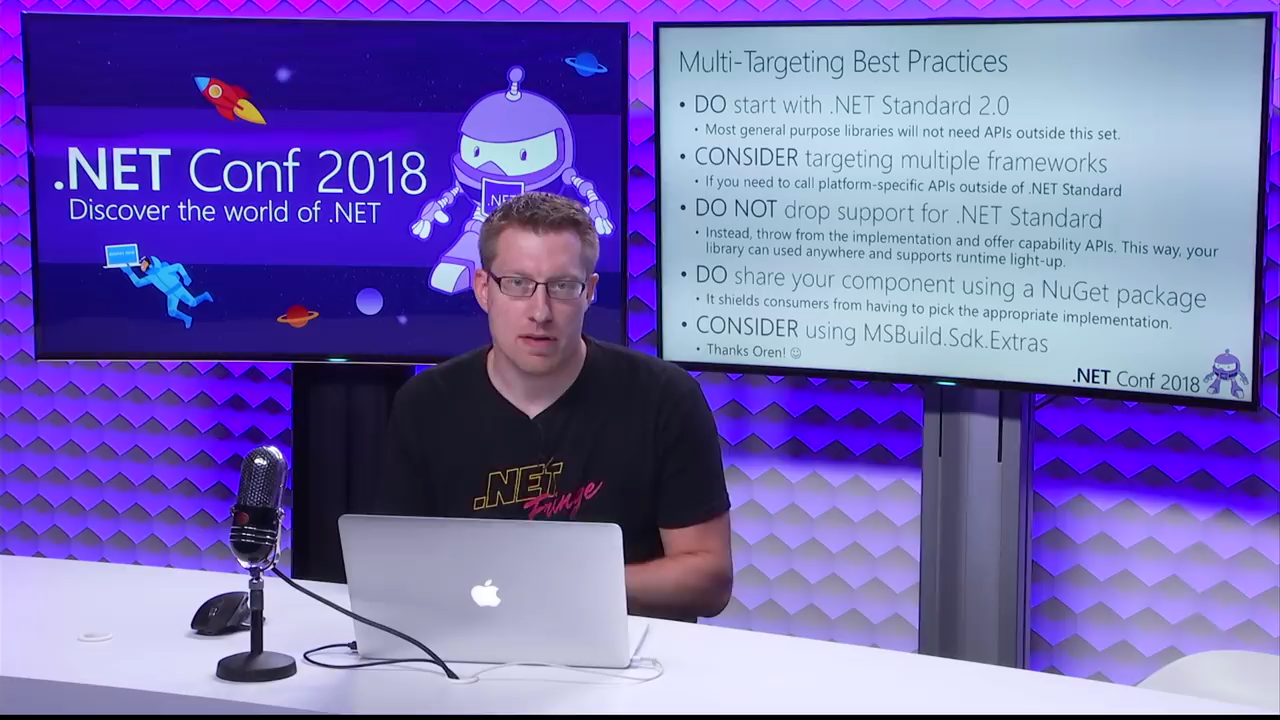 .NET Conf 2018
Discover the world of .NET
.NET
Multi-Targeting Best Practices
• DO start with .NET Standard 2.0
• Most general purpose libraries will not need APIs outside this set.
• CONSIDER targeting multiple frameworks
• If you need to call platform-specific APIs outside of .NET Standard
• DO NOT drop support for .NET Standard
• Instead, throw from the implementation and offer capability APIs. This way, your
library can used anywhere and supports runtime light-up.
• DO share your component using a NuGet package
• It shields consumers from having to pick the appropriate implementation.
• CONSIDER using MSBuild.Sdk.Extras
• Thanks Oren! ☺
.NET Conf 2018
.NET
Fringe